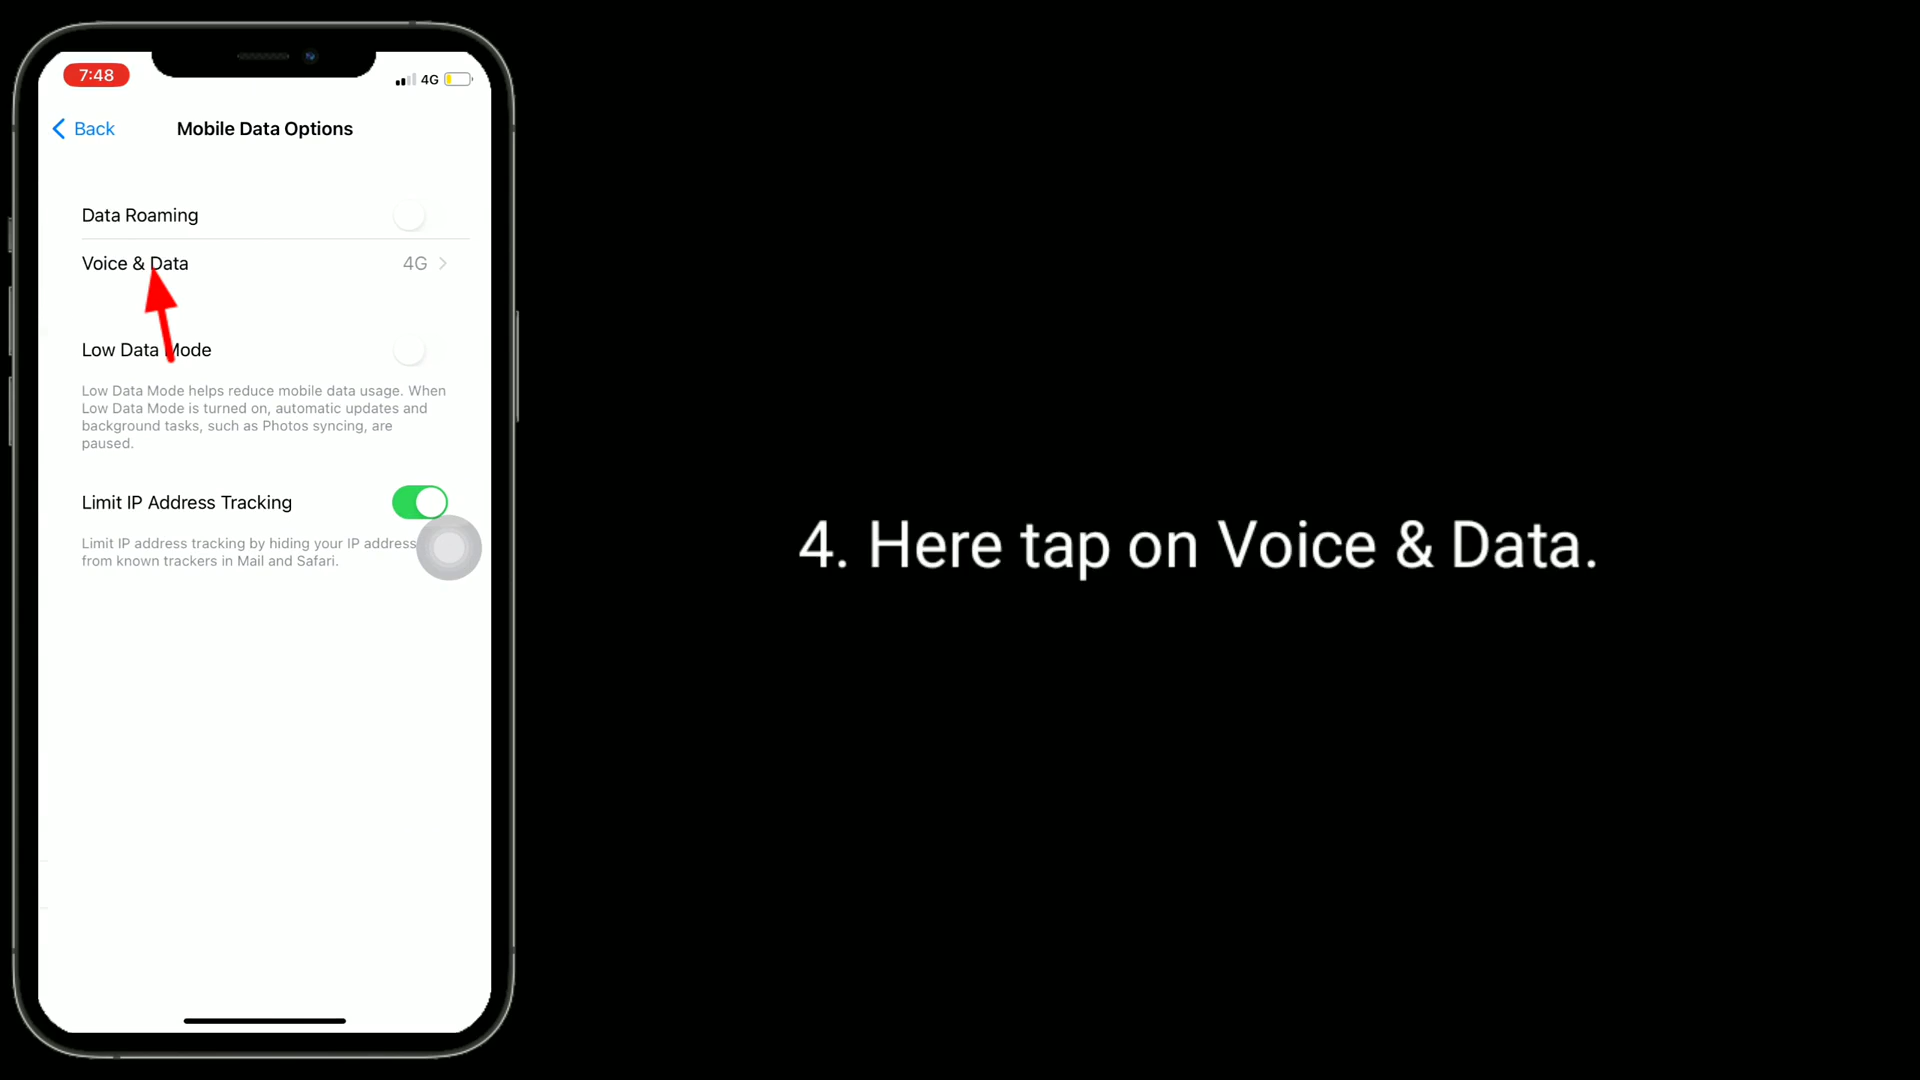 7:48
4G
Back
Mobile Data Options
Data Roaming
Voice & Data
4G
Low Data Mode
Low Data Mode helps reduce mobile data usage. When
Low Data Mode is turned on, automatic updates and
background tasks, such as Photos syncing, are
paused.
Limit IP Address Tracking
Limit IP address tracking by hiding your IP address
from known trackers in Mail and Safari.
4. Here tap on Voice & Data.